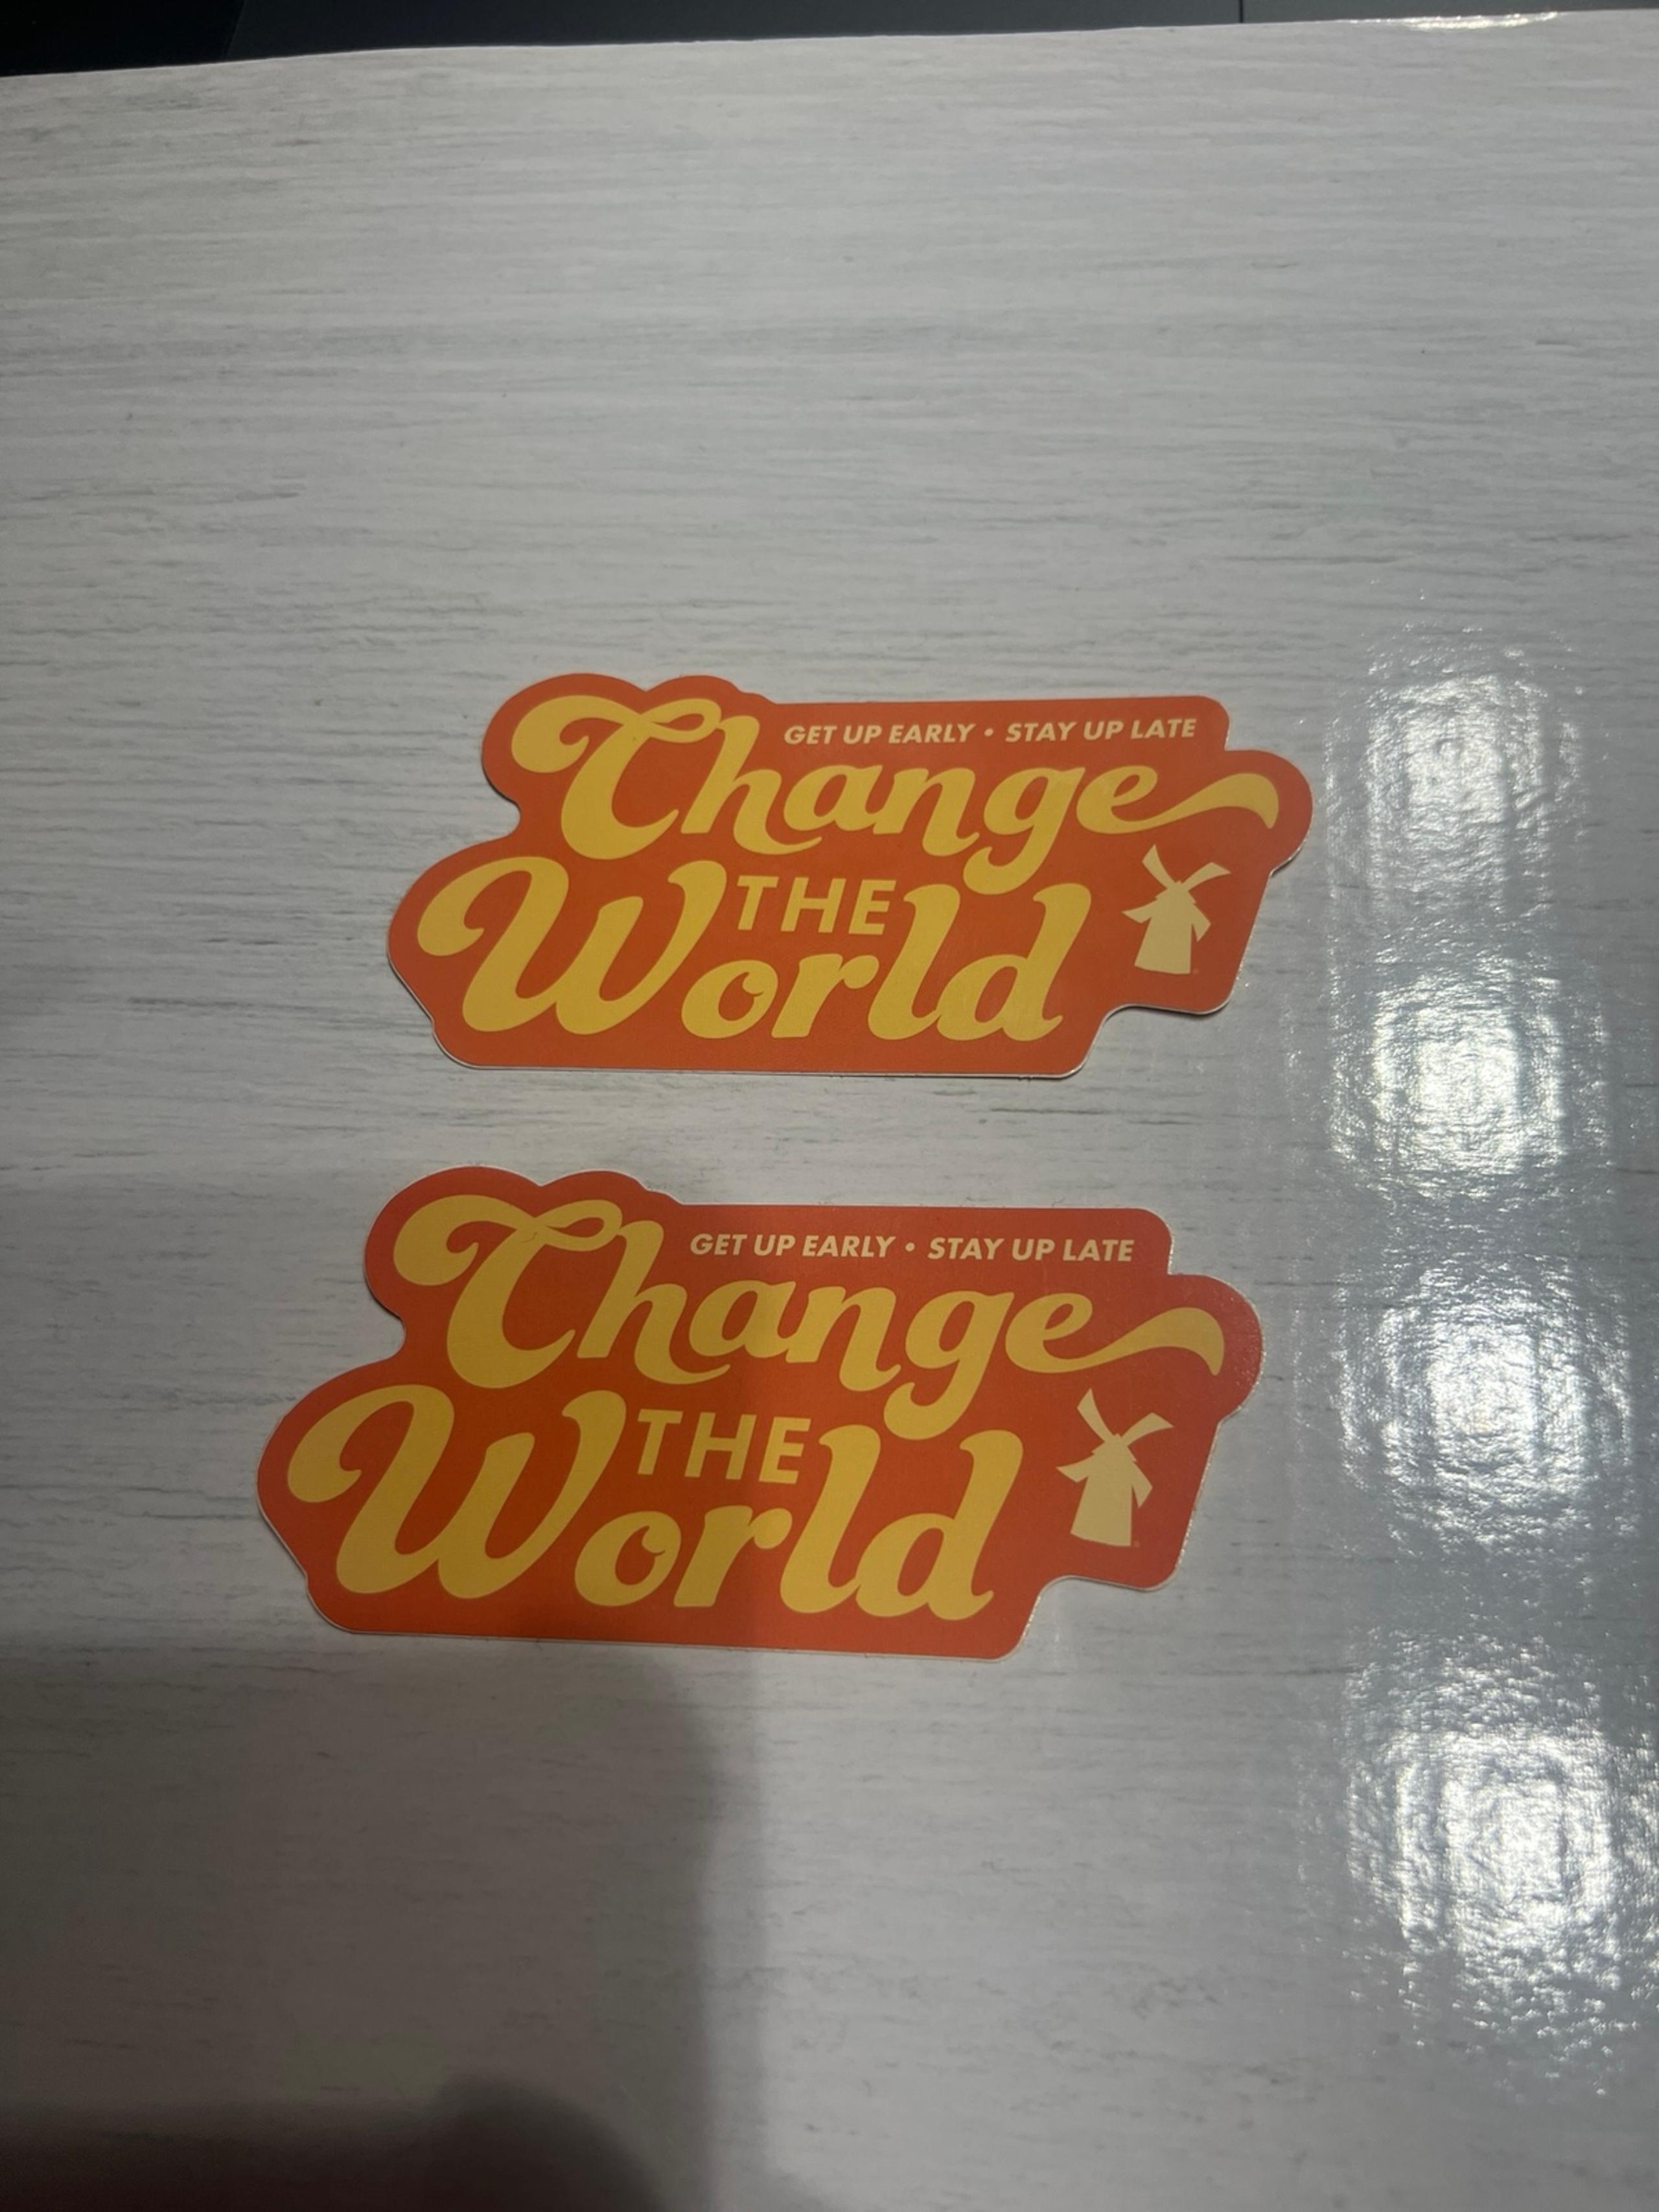 GET UP EARLY • STAY UP LATE
Change
THE
World
GET UP EARLY • STAY UP LATE
Change
THE
World